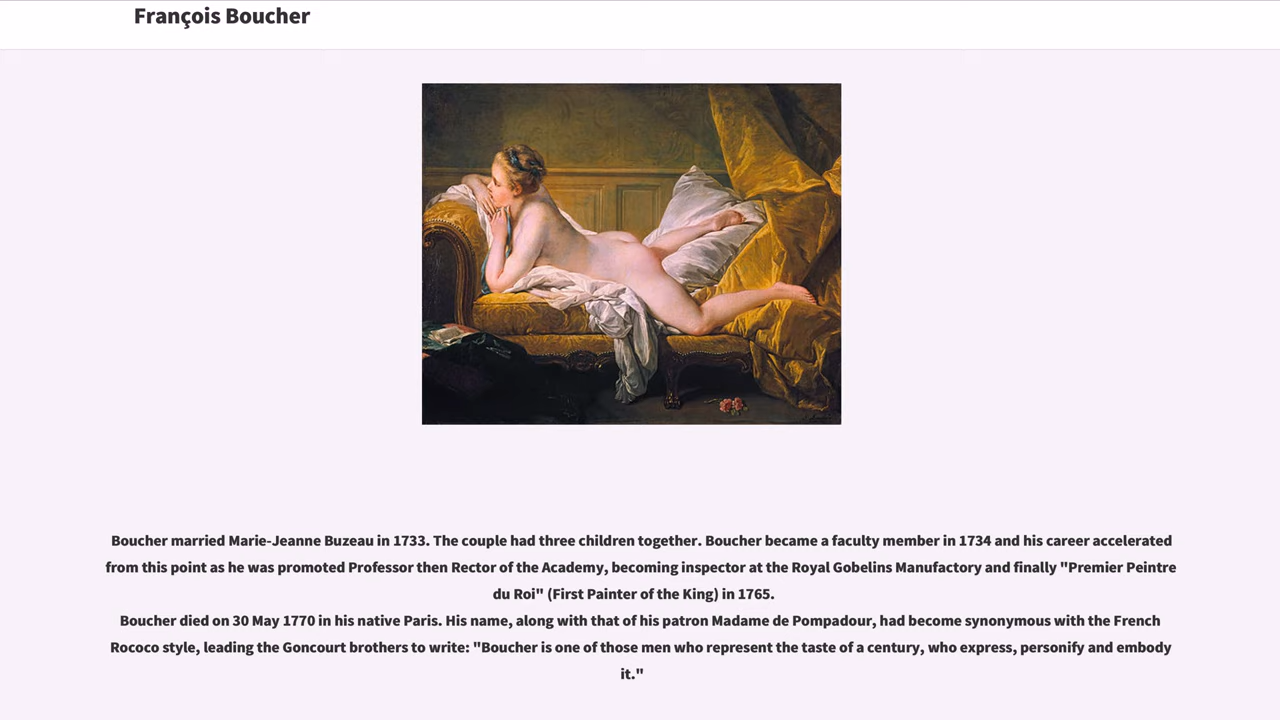 François Boucher
Boucher married Marie-Jeanne Buzeau in 1733. The couple had three children together. Boucher became a faculty member in 1734 and his career accelerated
from this point as he was promoted Professor then Rector of the Academy, becoming inspector at the Royal Gobelins Manufactory and finally "Premier Peintre
du Roi" (First Painter of the King) in 1765.
Boucher died on 30 May 1770 in his native Paris. His name, along with that of his patron Madame de Pompadour, had become synonymous with the French
Rococo style, leading the Goncourt brothers to write: "Boucher is one of those men who represent the taste of a century, who express, personify and embody
it."